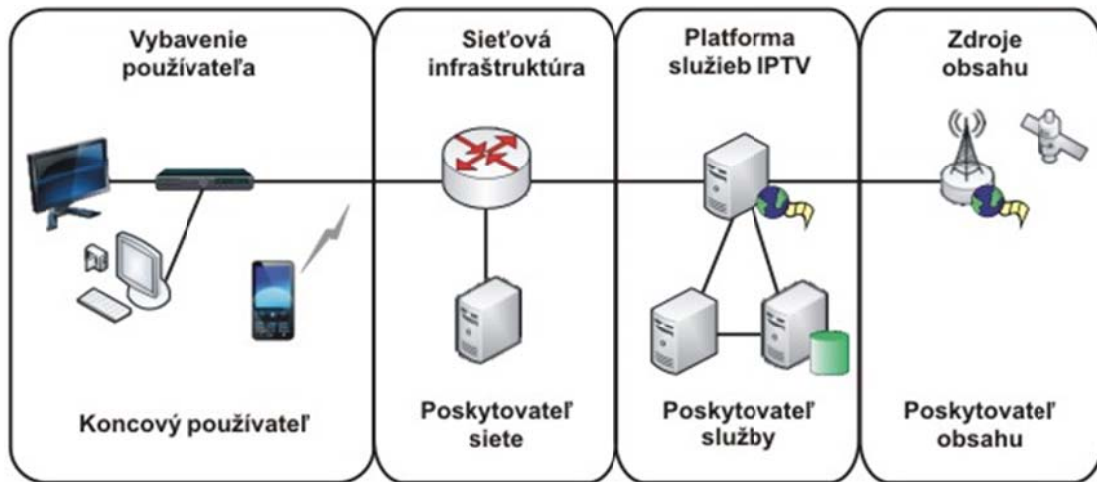 Vybavenie
používateľa
Sieťová
infraštruktúra
Platforma
služieb IPTV
Zdroje
obsahu
Koncový používateľ
Poskytovateľ
siete
Poskytovateľ
služby
Poskytovateľ
obsahu